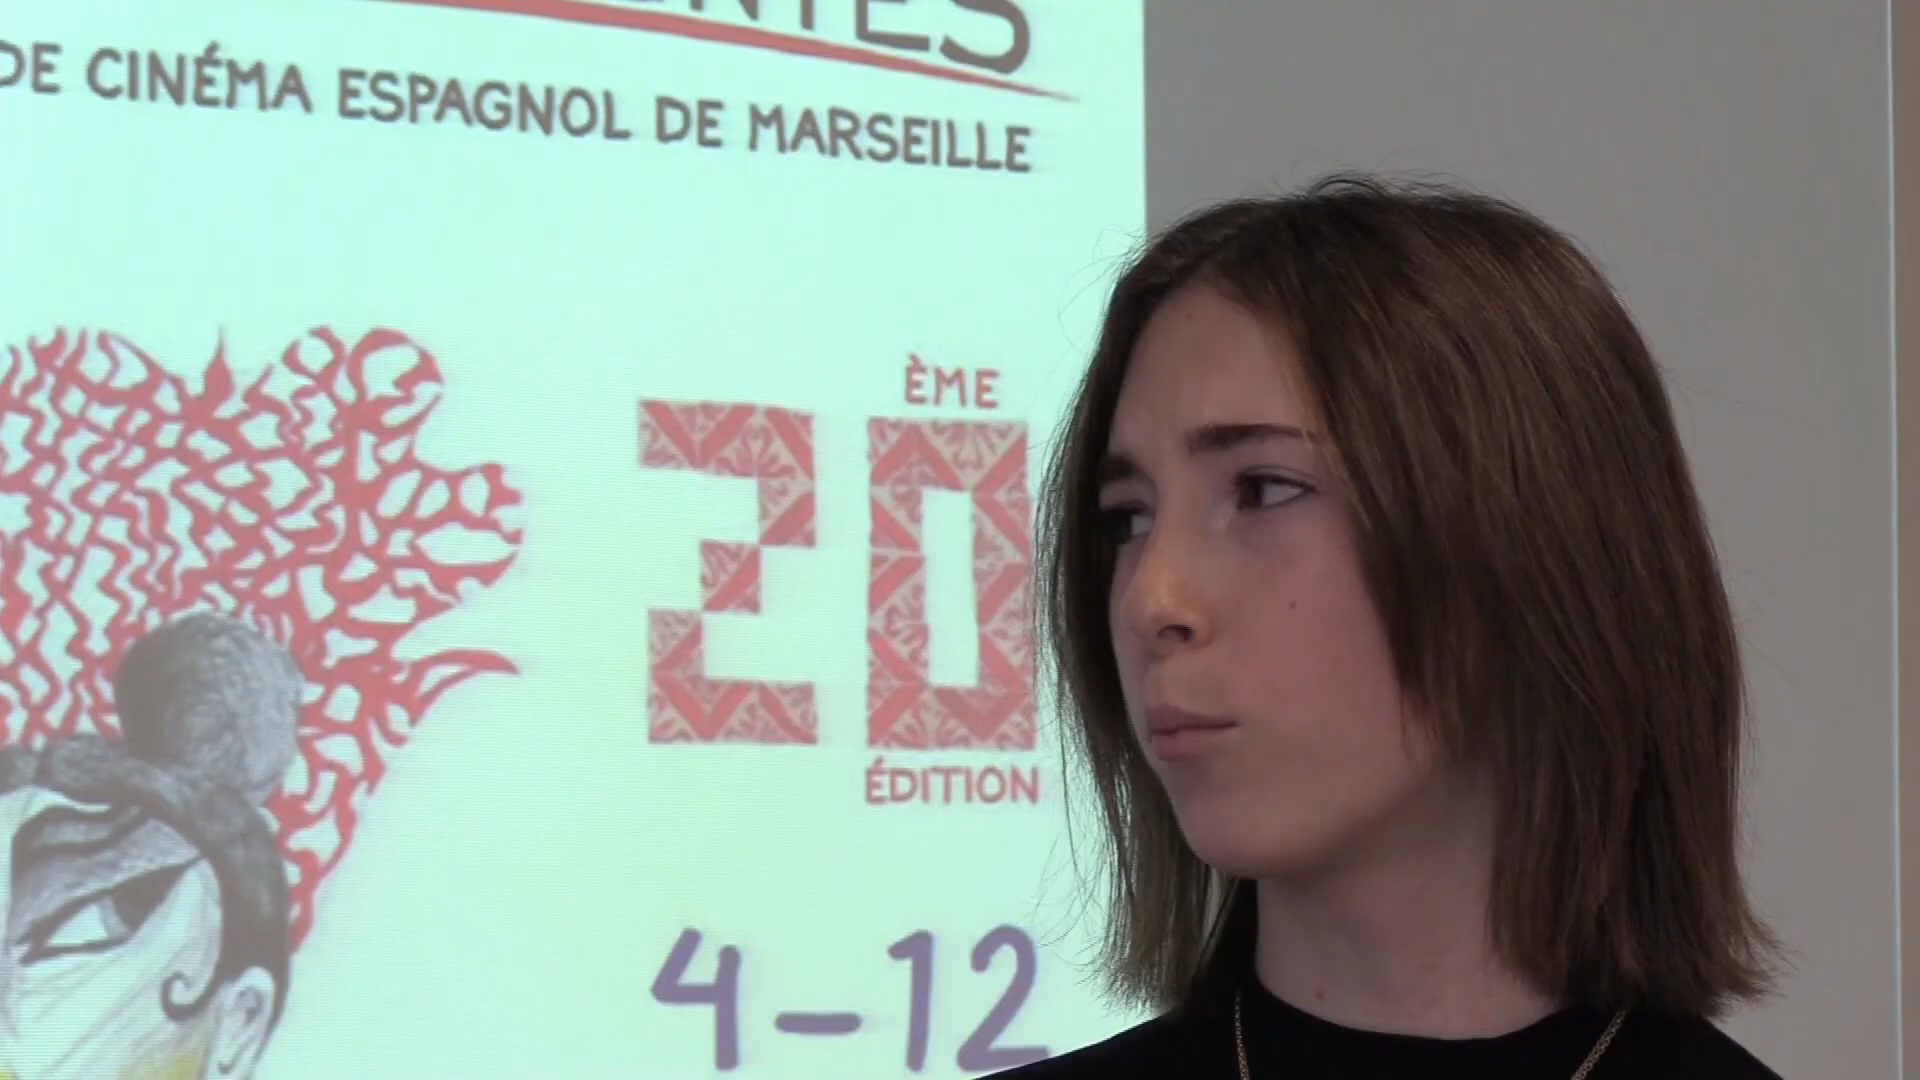 DE CINÉMA ESPAGNOL DE MARSEILLE
20
ÈME
ÉDITION
4-12